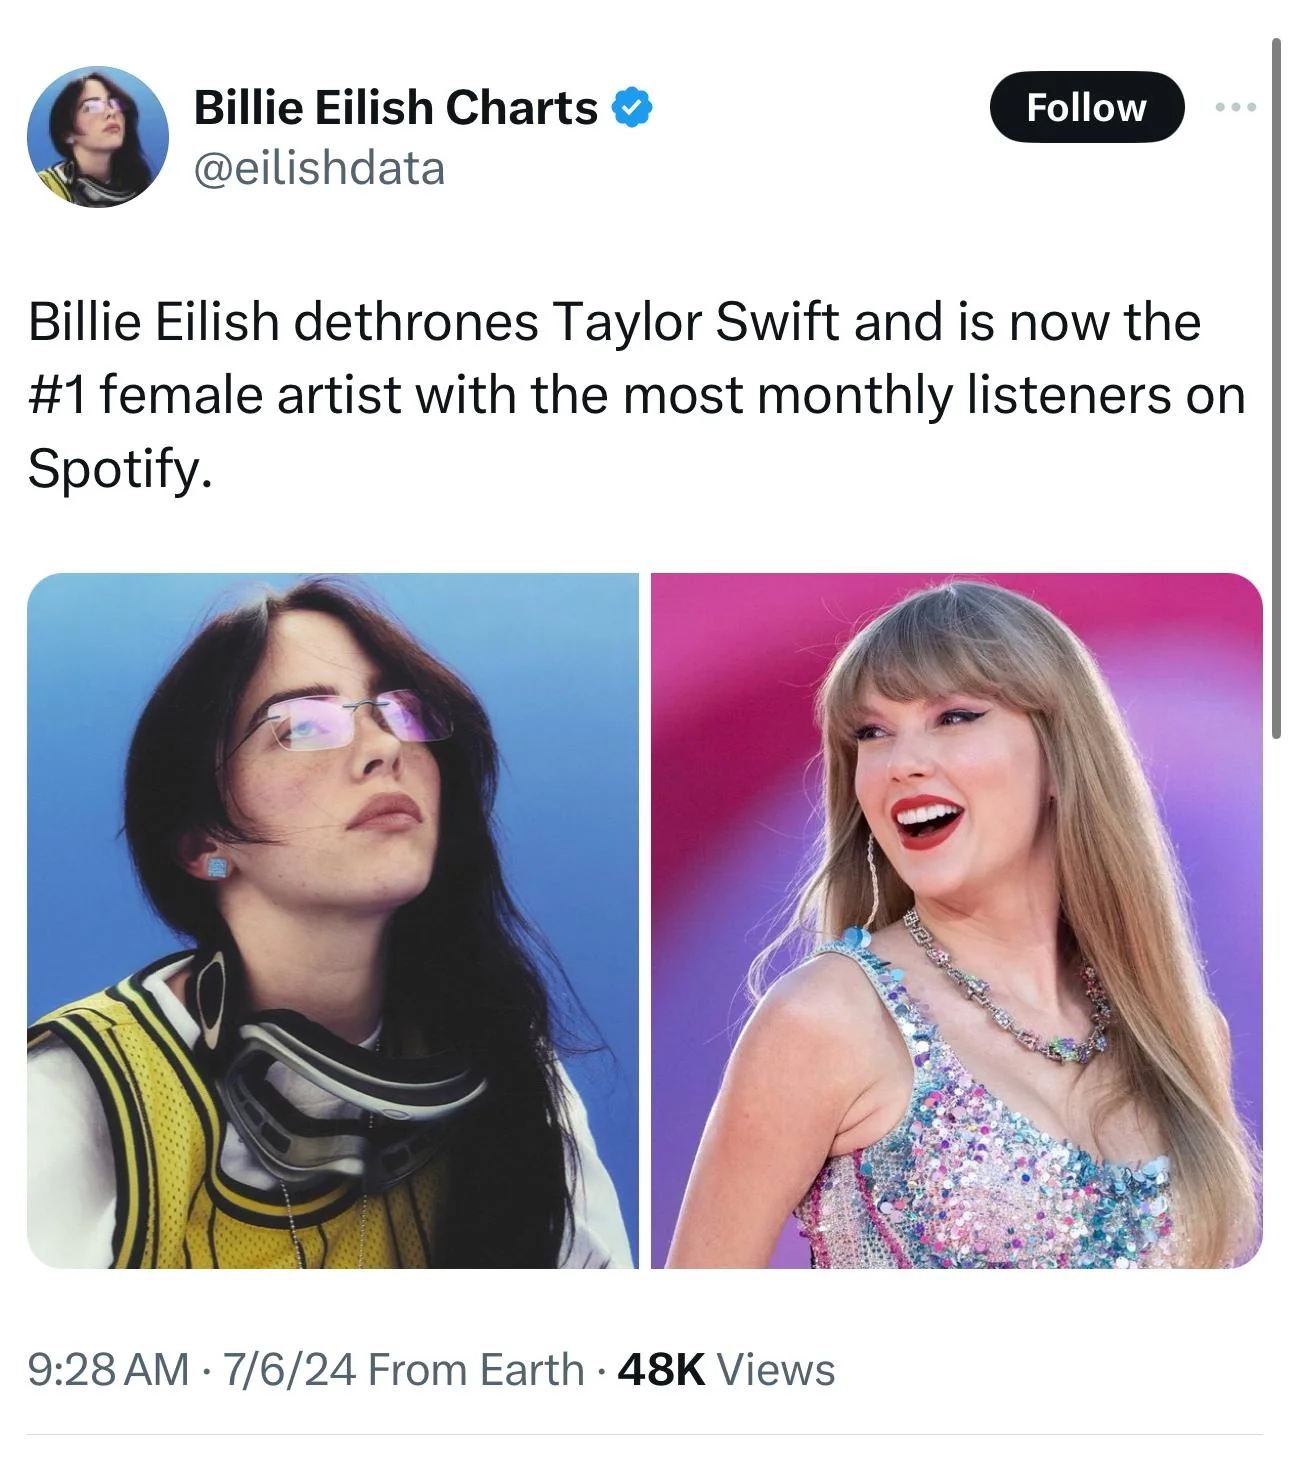 Billie Eilish Charts
Follow
@eilishdata
Billie Eilish dethrones Taylor Swift and is now the
#1 female artist with the most monthly listeners on
Spotify.
9:28 AM · 7/6/24 From Earth · 48K Views